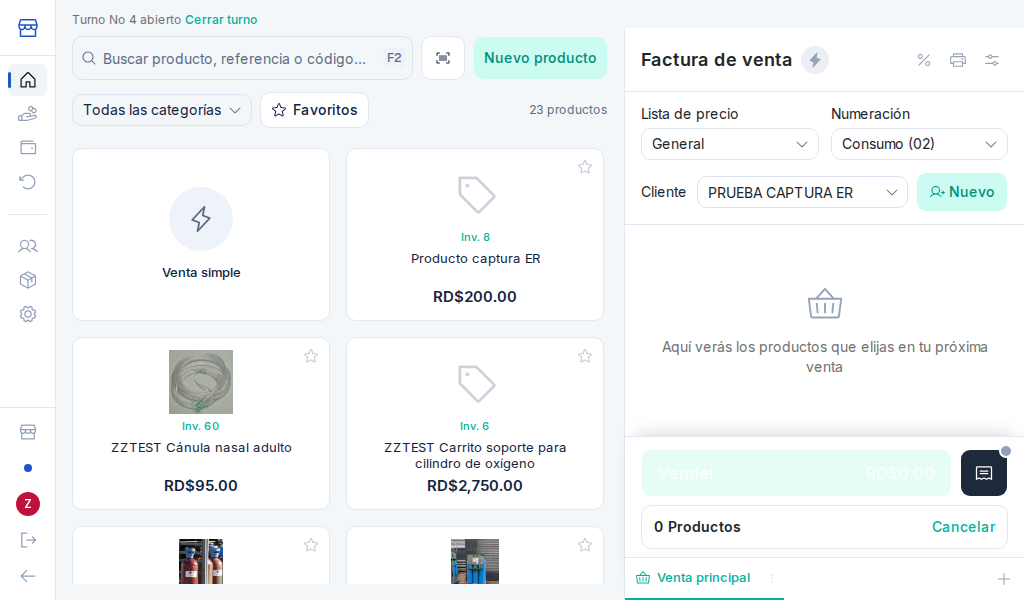 Turno No 4 abierto Cerrar turno
Buscar producto, referencia o código... F2
Nuevo producto
Todas las categorías
Favoritos
23 productos
Venta simple
Inv. 8
Producto captura ER
RD$200.00
Inv. 60
ZZTEST Cánula nasal adulto
RD$95.00
Inv. 6
ZZTEST Carrito soporte para
cilindro de oxígeno
RD$2,750.00
Factura de venta
Lista de precio
General
Numeración
Consumo (02)
Cliente
PRUEBA CAPTURA ER
Nuevo
Aquí verás los productos que elijas en tu próxima
venta
Vender RD$0.00
0 Productos
Cancelar
Venta principal
Z